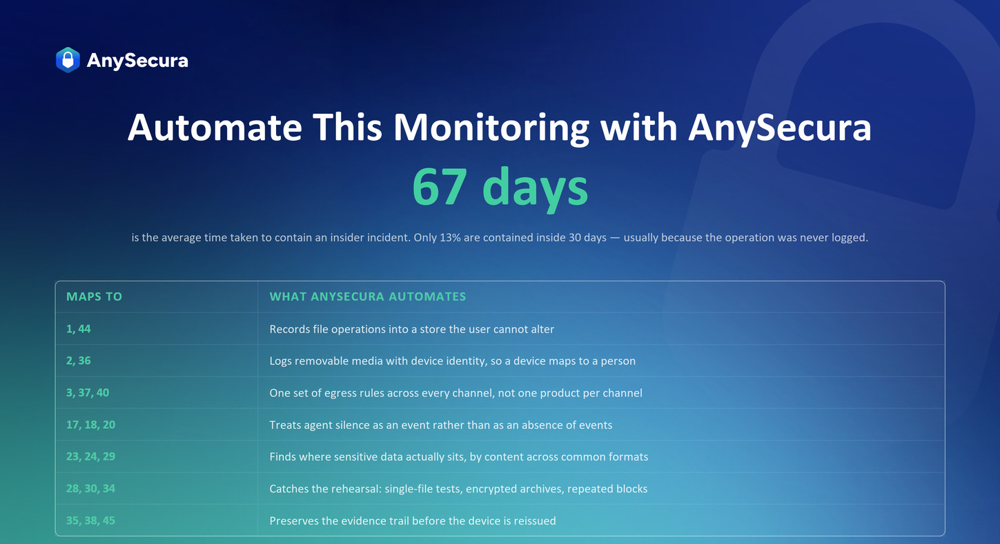 AnySecura
Automate This Monitoring with AnySecura
67 days
is the average time taken to contain an insider incident. Only 13% are contained inside 30 days — usually because the operation was never logged.
MAPS TO
WHAT ANYSECURA AUTOMATES
1, 44
Records file operations into a store the user cannot alter
2, 36
Logs removable media with device identity, so a device maps to a person
3, 37, 40
One set of egress rules across every channel, not one product per channel
17, 18, 20
Treats agent silence as an event rather than as an absence of events
23, 24, 29
Finds where sensitive data actually sits, by content across common formats
28, 30, 34
Catches the rehearsal: single-file tests, encrypted archives, repeated blocks
35, 38, 45
Preserves the evidence trail before the device is reissued